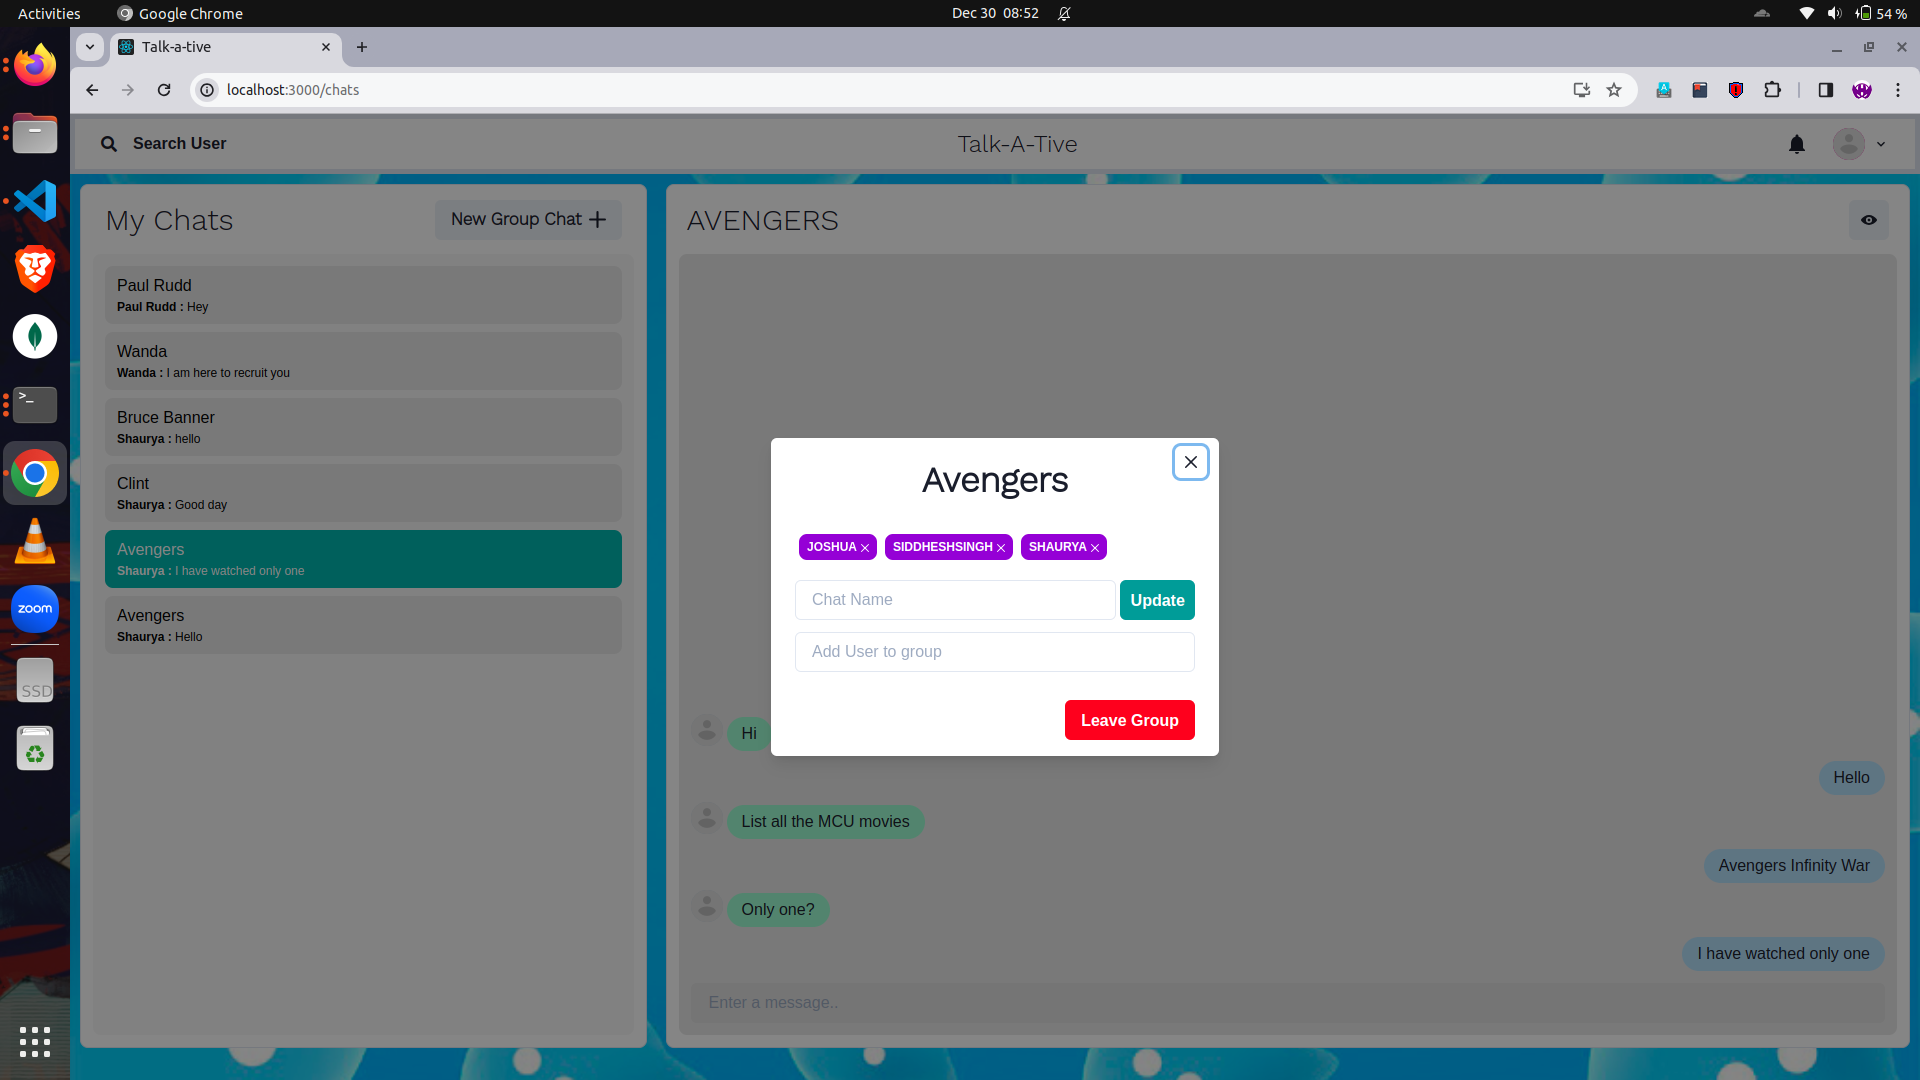 Activities
Google Chrome
Dec 30 08:52
54 %
Talk-a-tive
localhost:3000/chats
Search User
Talk-A-Tive
My Chats
New Group Chat
Paul Rudd
Paul Rudd : Hey
Wanda
Wanda : I am here to recruit you
Bruce Banner
Shaurya : hello
Clint
Shaurya : Good day
Avengers
Shaurya : I have watched only one
Avengers
Shaurya : Hello
AVENGERS
Avengers
JOSHUA
SIDDHESHSINGH
SHAURYA
Chat Name
Update
Add User to group
Leave Group
Hi
Hello
List all the MCU movies
Avengers Infinity War
Only one?
I have watched only one
Enter a message..
>_
zoom
SSD